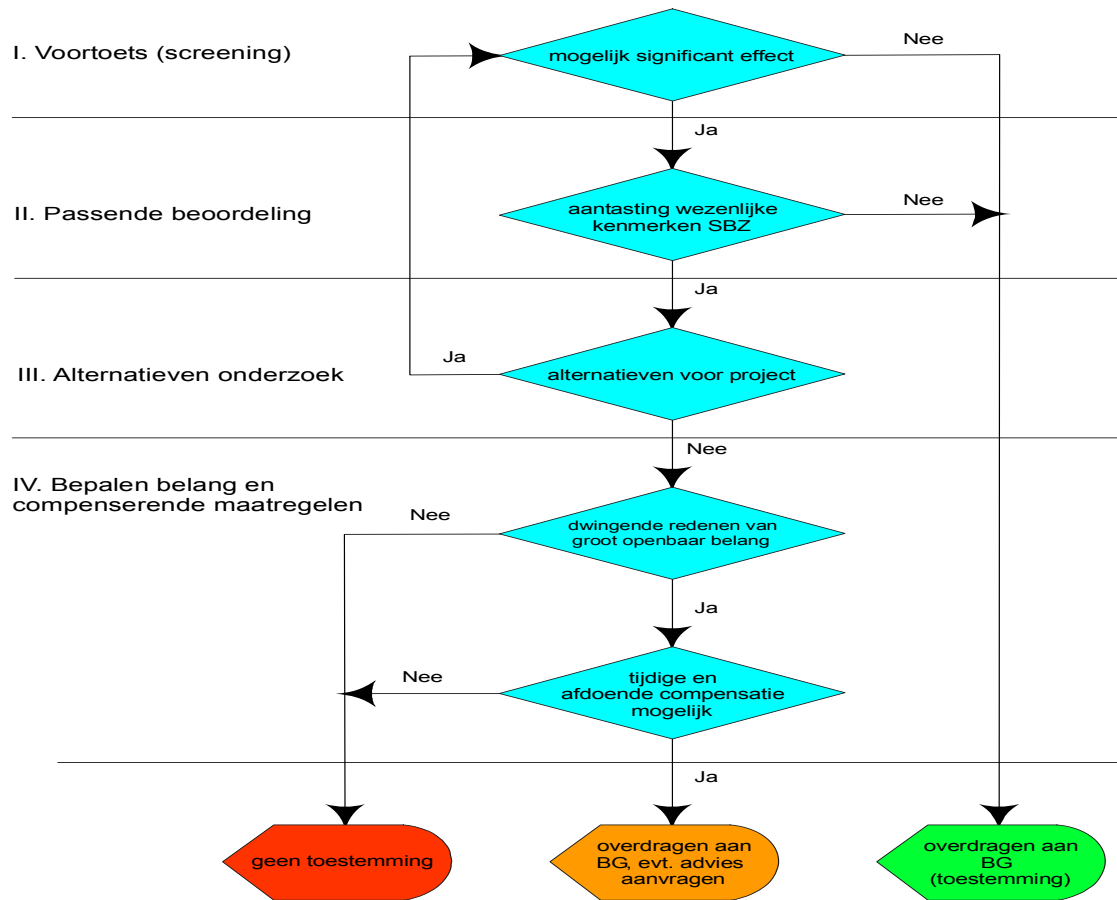 I. Voortoets (screening)
mogelijk significant effect
Nee
Ja
II. Passende beoordeling
aantasting wezenlijke
kenmerken SBZ
Nee
Ja
III. Alternatieven onderzoek
Ja
alternatieven voor project
Nee
IV. Bepalen belang en
compenserende maatregelen
Nee
dwingende redenen van
groot openbaar belang
Ja
Nee
tijdige en
afdoende compensatie
mogelijk
Ja
geen toestemming
overdragen aan
BG, evt. advies
aanvragen
overdragen aan
BG
(toestemming)